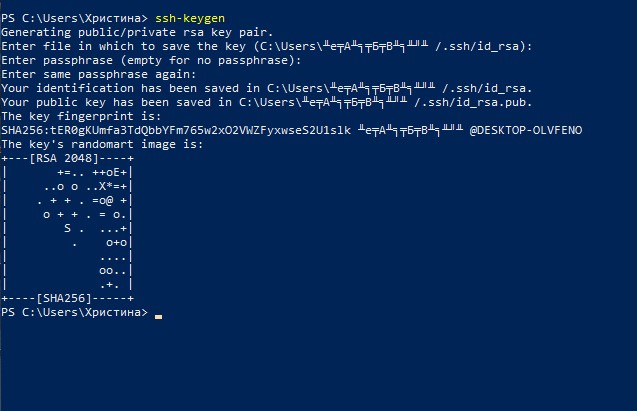 PS C:\Users\Христина> ssh-keygen
Generating public/private rsa key pair.
Enter file in which to save the key (C:\Users\╨е╤А╨╕╤Б╤В╨╕╨╜╨░/.ssh/id_rsa):
Enter passphrase (empty for no passphrase):
Enter same passphrase again:
Your identification has been saved in C:\Users\╨е╤А╨╕╤Б╤В╨╕╨╜╨░/.ssh/id_rsa.
Your public key has been saved in C:\Users\╨е╤А╨╕╤Б╤В╨╕╨╜╨░/.ssh/id_rsa.pub.
The key fingerprint is:
SHA256:tER0gKUmfa3TdQbbYFm765w2xO2VWZFyxwseS2U1slk ╨е╤А╨╕╤Б╤В╨╕╨╜╨░@DESKTOP-OLVFENO
The key's randomart image is:
+---[RSA 2048]----+
|       +=.. ++oE+|
|     ..o o ..X*=+|
|    . + + . =o@ +|
|     o + + . = o.|
|        S .  ...+|
|         .    o+o|
|             ....|
|             oo..|
|             .+. |
+----[SHA256]-----+
PS C:\Users\Христина>